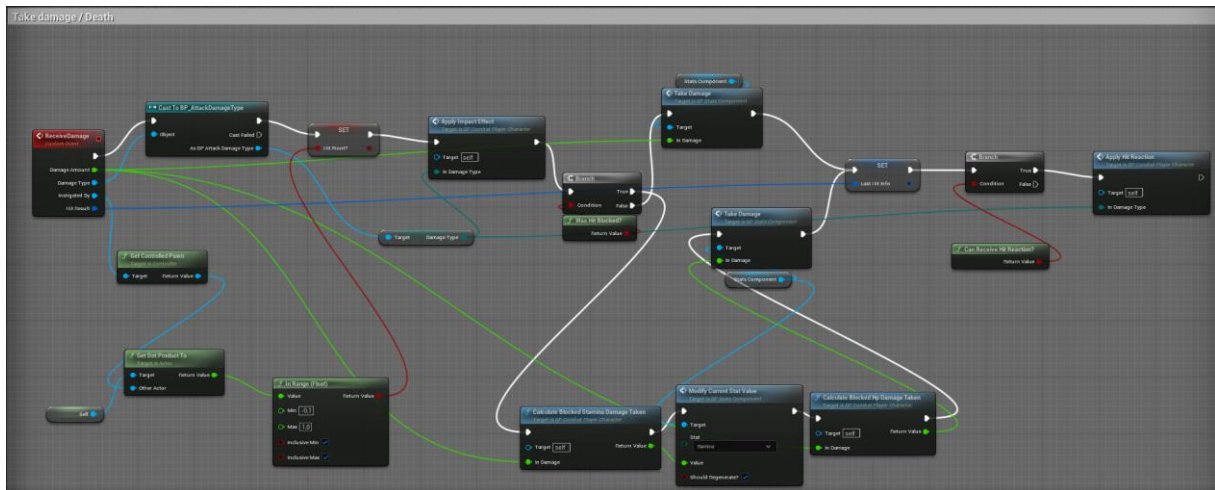 Take damage / Death
ReceiveDamage
Custom Event
Damage Amount
Damage Type
Instigated By
Hit Result
Cast To BP_AttackDamageType
Object
Cast Failed
As BP Attack Damage Type
SET
Hit Front?
Apply Impact Effect
Target is BP Combat Player Character
Target self
In Damage Type
Branch
Condition
True
False
Was Hit Blocked?
Return Value
Stats Component
Take Damage
Target is BP Stats Component
Target
In Damage
Take Damage
Target is BP Stats Component
Target
In Damage
Stats Component
SET
Last Hit Info
Branch
Condition
True
False
Can Receive Hit Reaction?
Return Value
Apply Hit Reaction
Target is BP Combat Player Character
Target self
In Damage Type
Target Damage Type
Get Controlled Pawn
Target is Controller
Target Return Value
Get Dot Product To
Target is Actor
Target Return Value
Other Actor
Self
In Range (Float)
Value Return Value
Min -0,1
Max 1,0
Inclusive Min
Inclusive Max
Calculate Blocked Stamina Damage Taken
Target is BP Combat Player Character
Target self
Return Value
In Damage
Modify Current Stat Value
Target is BP Stats Component
Target
Stat
Stamina
Value
Should Regenerate?
Calculate Blocked Hp Damage Taken
Target is BP Combat Player Character
Target self
Return Value
In Damage